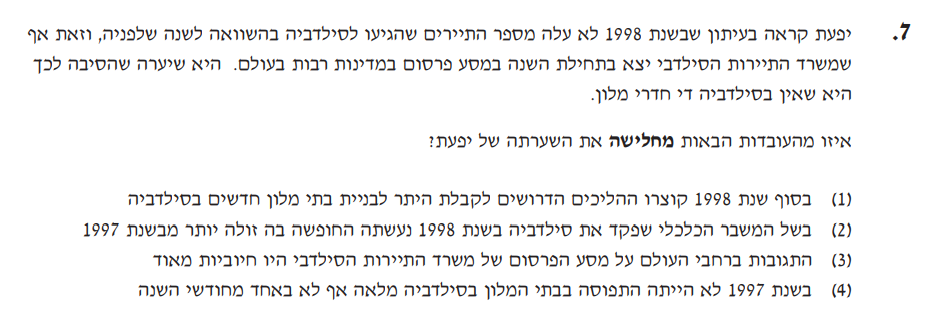 7. יפעת קראה בעיתון שבשנת 1998 לא עלה מספר התיירים שהגיעו לסילדביה בהשוואה לשנה שלפניה, וזאת אף
שמשרד התיירות הסילדבי יצא בתחילת השנה במסע פרסום במדינות רבות בעולם. היא שיערה שהסיבה לכך
היא שאין בסילדביה די חדרי מלון.
איזו מהעובדות הבאות מחלישה את השערתה של יפעת?
(1) בסוף שנת 1998 קוצרו ההליכים הדרושים לקבלת היתר לבניית בתי מלון חדשים בסילדביה
(2) בשל המשבר הכלכלי שפקד את סילדביה בשנת 1998 נעשתה החופשה בה זולה יותר מבשנת 1997
(3) התגובות ברחבי העולם על מסע הפרסום של משרד התיירות הסילדבי היו חיוביות מאוד
(4) בשנת 1997 לא הייתה התפוסה בבתי המלון בסילדביה מלאה אף לא באחד מחודשי השנה